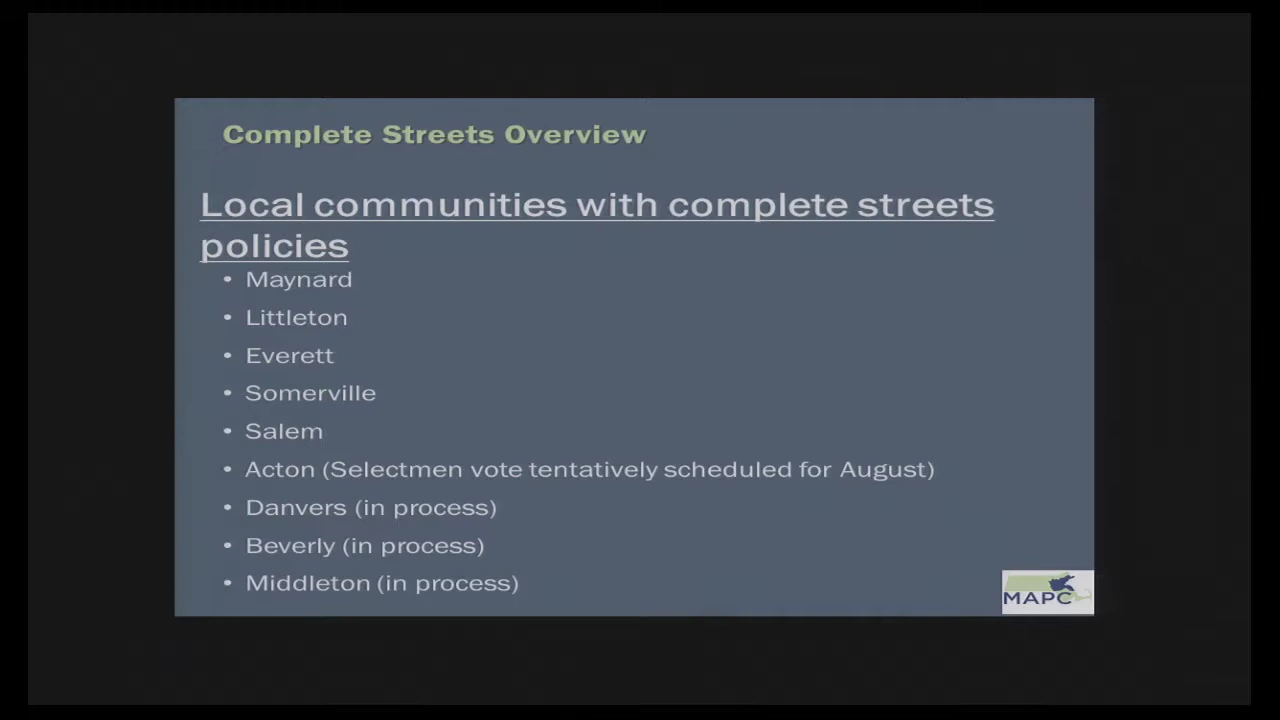 Complete Streets Overview
Local communities with complete streets
policies
• Maynard
• Littleton
• Everett
• Somerville
• Salem
• Acton (Selectmen vote tentatively scheduled for August)
• Danvers (in process)
• Beverly (in process)
• Middleton (in process)
MAPC